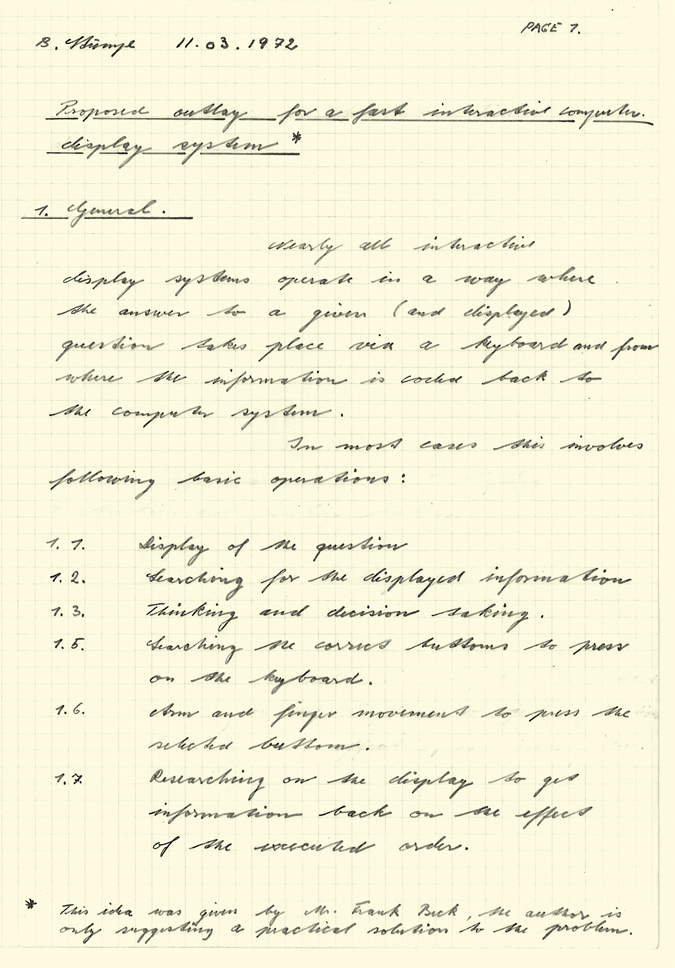 PAGE 1.
B. Stumpe 11.03.1972
Proposed outlay for a fast interactive computer.
display system *
1. General.
Nearly all interactive
display systems operate in a way where
the answer to a given (and displayed)
question takes place via a keyboard and from
where the information is coded back to
the computer system.
In most cases this involves
following basic operations:
1.1. Display of the question
1.2. Searching for the displayed information
1.3. Thinking and decision taking.
1.5. Searching the correct buttoms to press
on the keyboard.
1.6. Arm and finger movement to press the
selected buttom.
1.7 Researching on the display to get
information back on the effect
of the executed order.
* This idea was given by Mr. Frank Beck, the author is
only suggesting a practical solution to the problem.